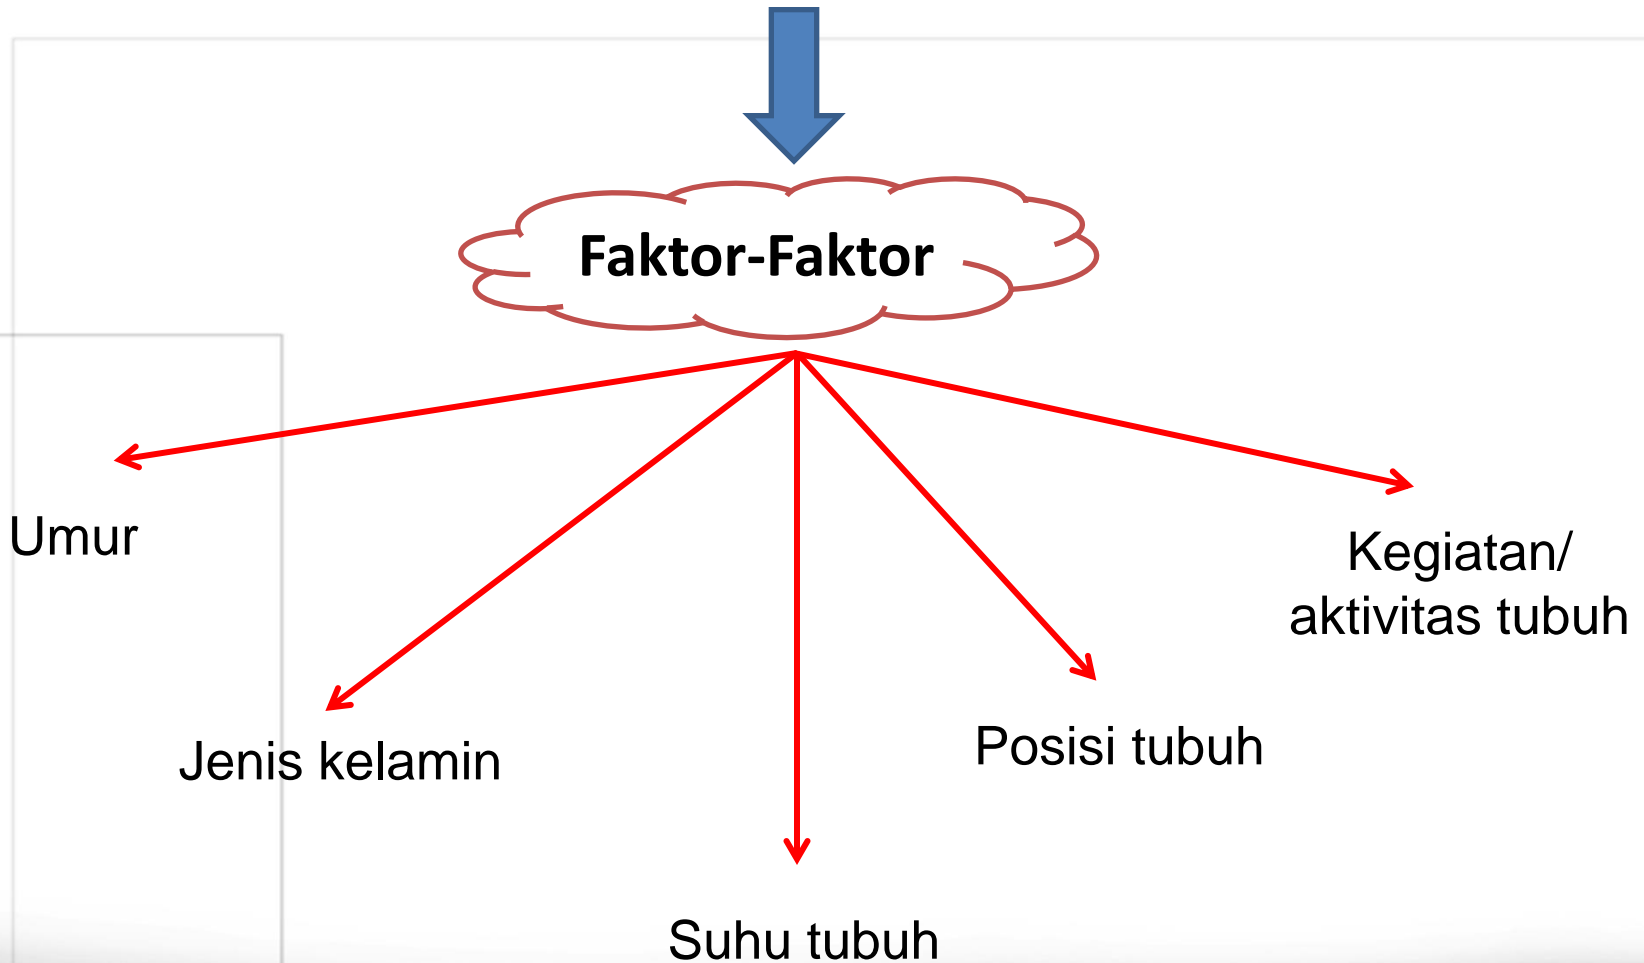 Faktor-Faktor
Umur
Kegiatan/
aktivitas tubuh
Jenis kelamin
Posisi tubuh
Suhu tubuh